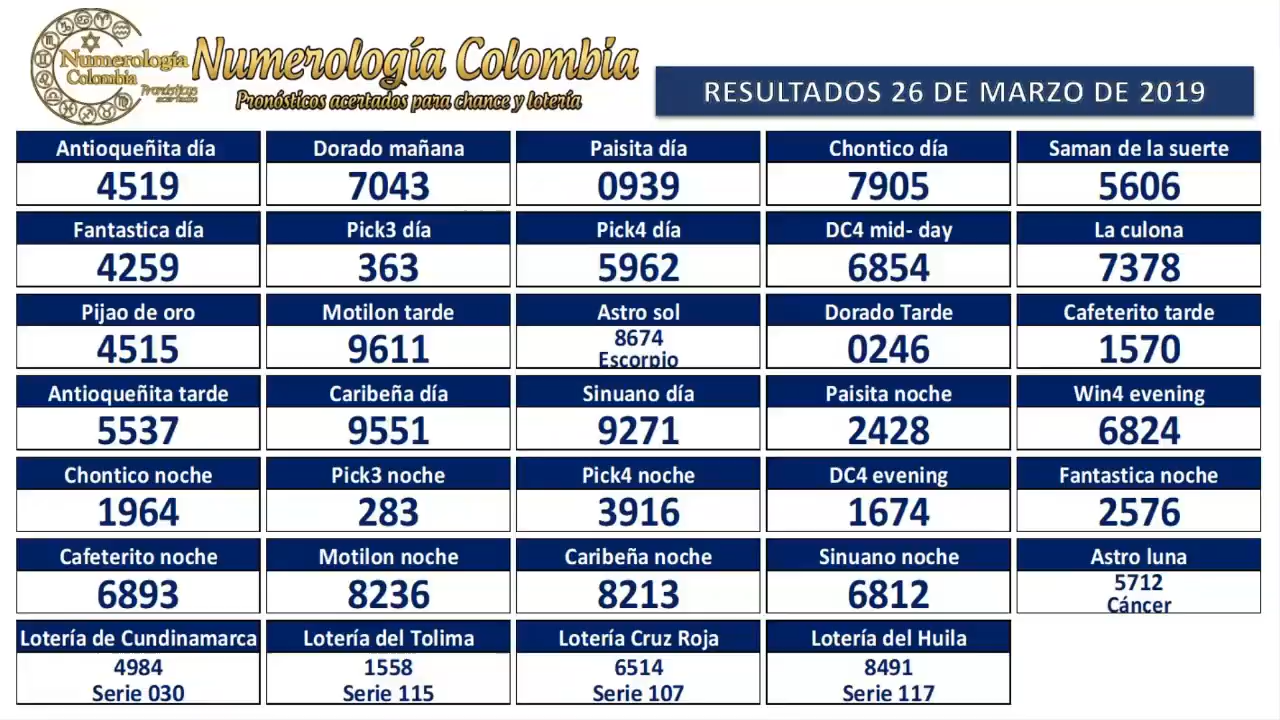 Numerología
Colombia
Pronósticos
Numerología Colombia
Pronósticos acertados para chance y lotería
RESULTADOS 26 DE MARZO DE 2019
Antioqueñita día Dorado mañana Paisita día Chontico día Saman de la suerte
4519 7043 0939 7905 5606
Fantastica día Pick3 día Pick4 día DC4 mid- day La culona
4259 363 5962 6854 7378
Pijao de oro Motilon tarde Astro sol Dorado Tarde Cafeterito tarde
4515 9611 8674 0246 1570
Escorpio
Antioqueñita tarde Caribeña día Sinuano día Paisita noche Win4 evening
5537 9551 9271 2428 6824
Chontico noche Pick3 noche Pick4 noche DC4 evening Fantastica noche
1964 283 3916 1674 2576
Cafeterito noche Motilon noche Caribeña noche Sinuano noche Astro luna
6893 8236 8213 6812 5712
Cáncer
Lotería de Cundinamarca Lotería del Tolima Lotería Cruz Roja Lotería del Huila
4984 1558 6514 8491
Serie 030 Serie 115 Serie 107 Serie 117